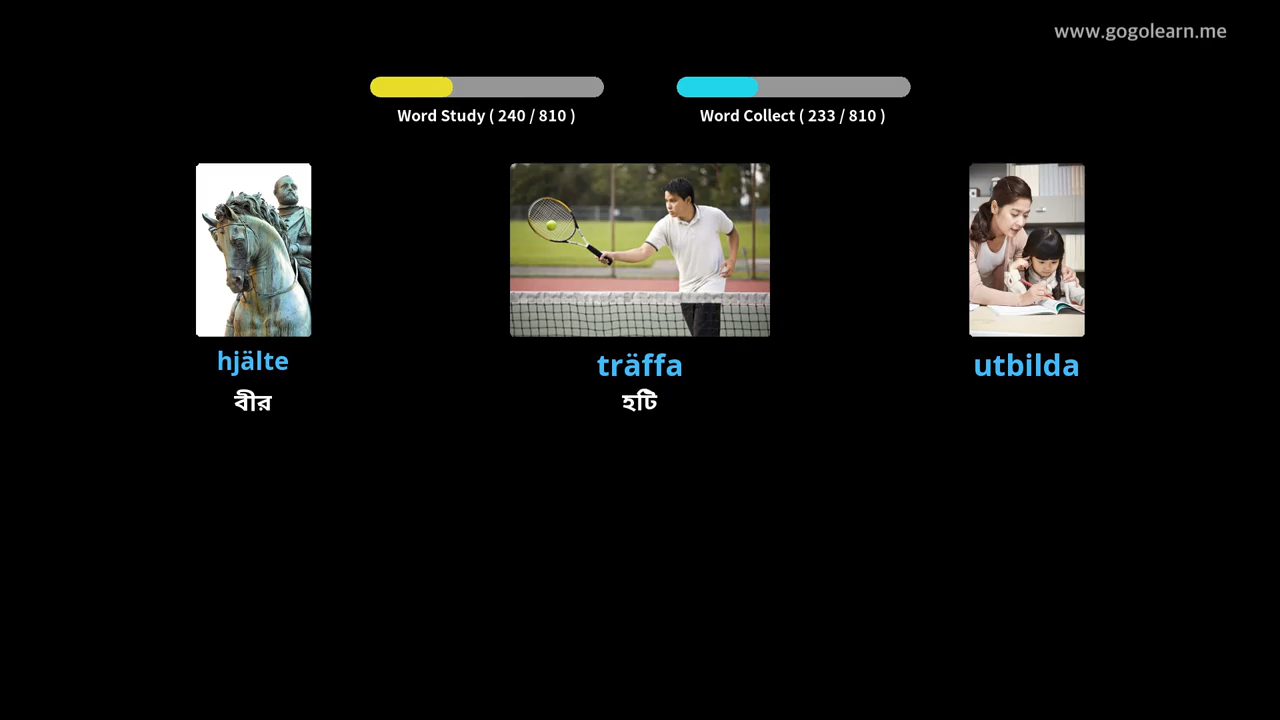 www.gogolearn.me
Word Study ( 240 / 810 )
Word Collect ( 233 / 810 )
hjälte
träffa
utbilda
বীর
হটি